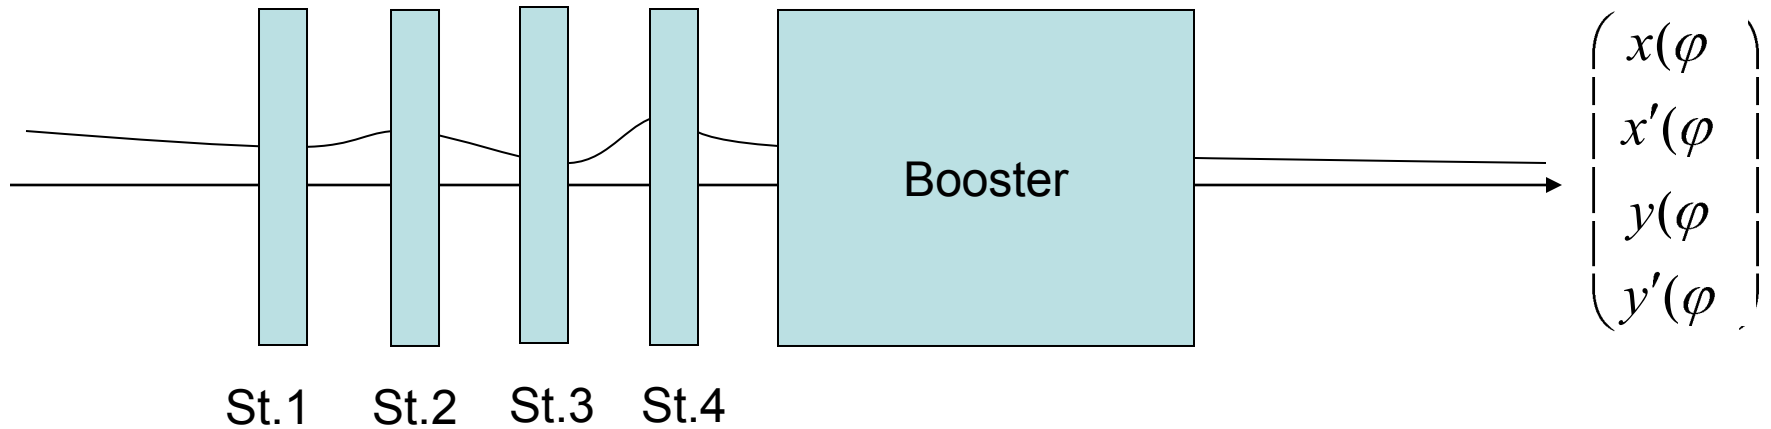 x(φ
x′(φ
Booster
y(φ
y′(φ
St.1 St.2 St.3 St.4